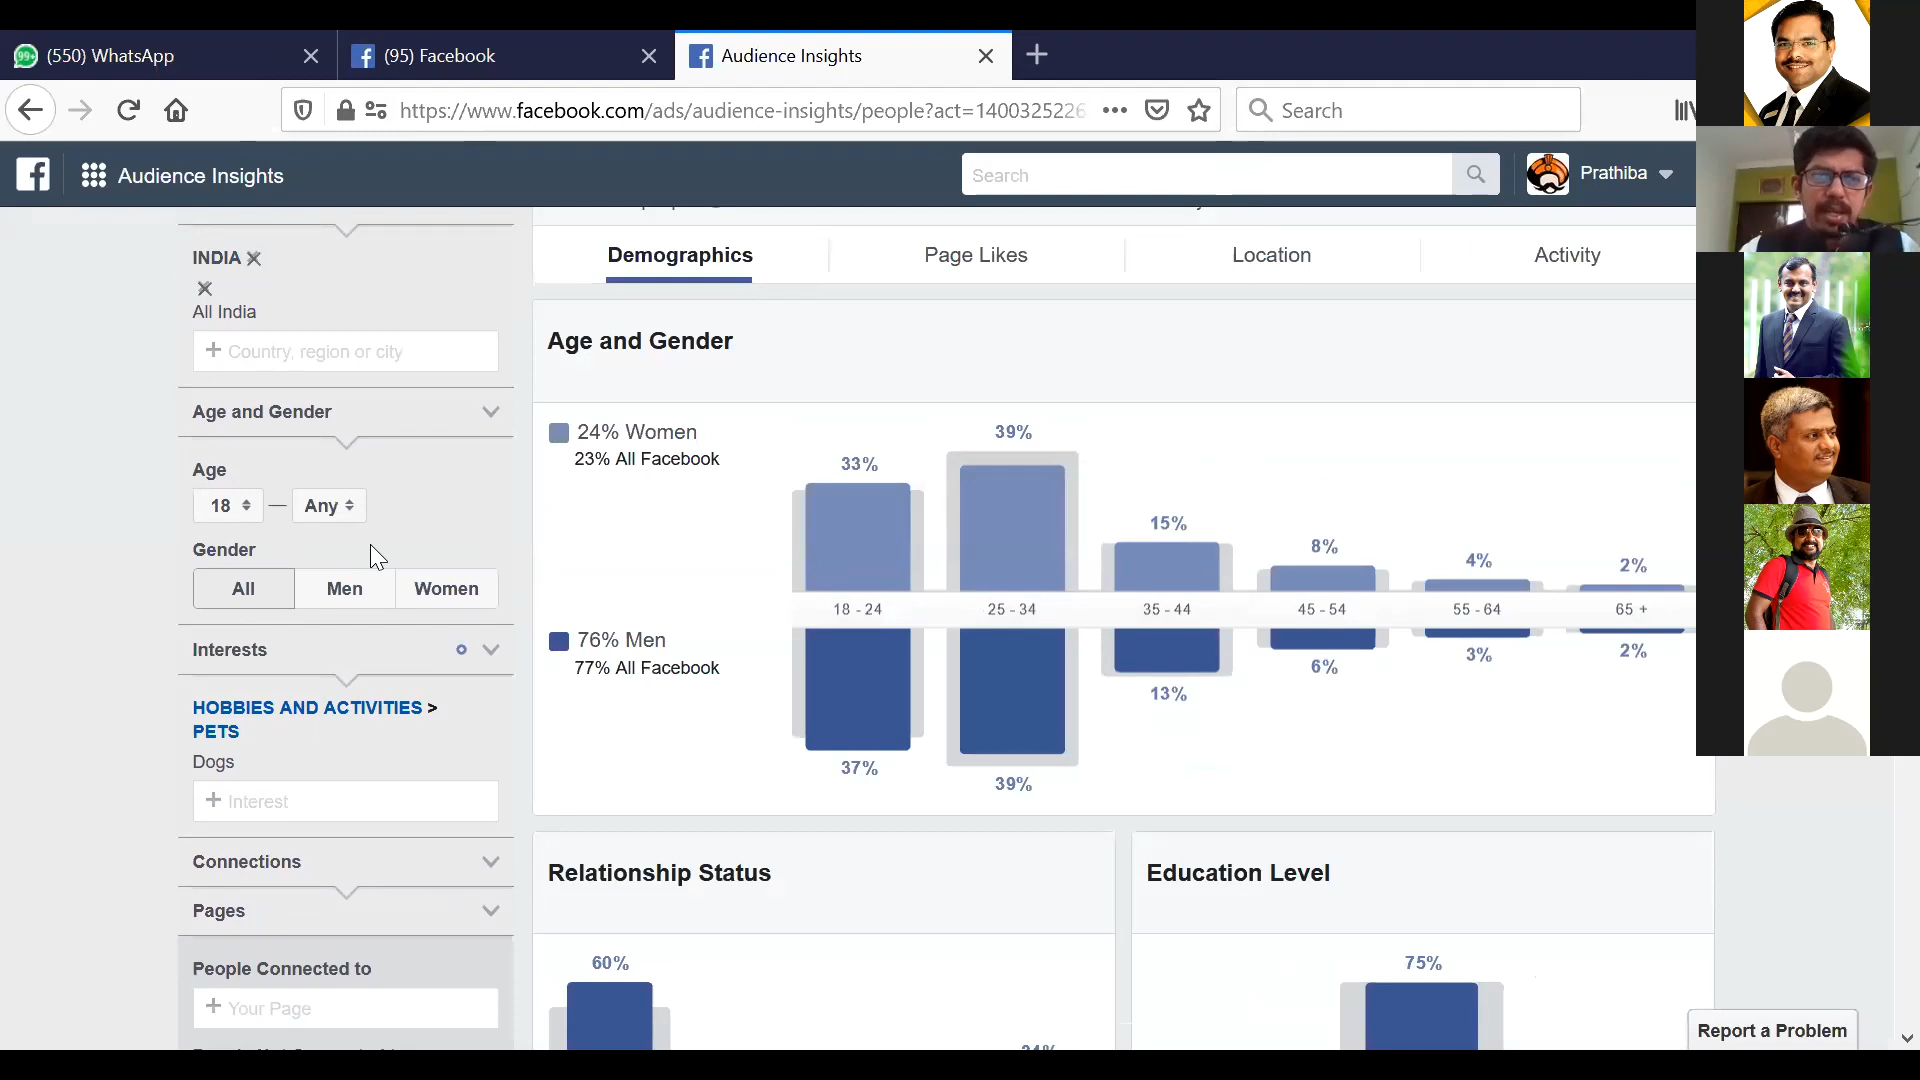 99+ (550) WhatsApp
(95) Facebook
Audience Insights
https://www.facebook.com/ads/audience-insights/people?act=1400325226
Search
Audience Insights
Search
Prathiba
INDIA
All India
Country, region or city
Age and Gender
Age
18 — Any
Gender
All Men Women
Interests
HOBBIES AND ACTIVITIES >
PETS
Dogs
Interest
Connections
Pages
People Connected to
Your Page
Demographics
Page Likes
Location
Activity
Age and Gender
24% Women
23% All Facebook
33%
39%
15%
8%
4%
2%
18 - 24
25 - 34
35 - 44
45 - 54
55 - 64
65 +
76% Men
77% All Facebook
37%
39%
13%
6%
3%
2%
Relationship Status
60%
Education Level
75%
Report a Problem